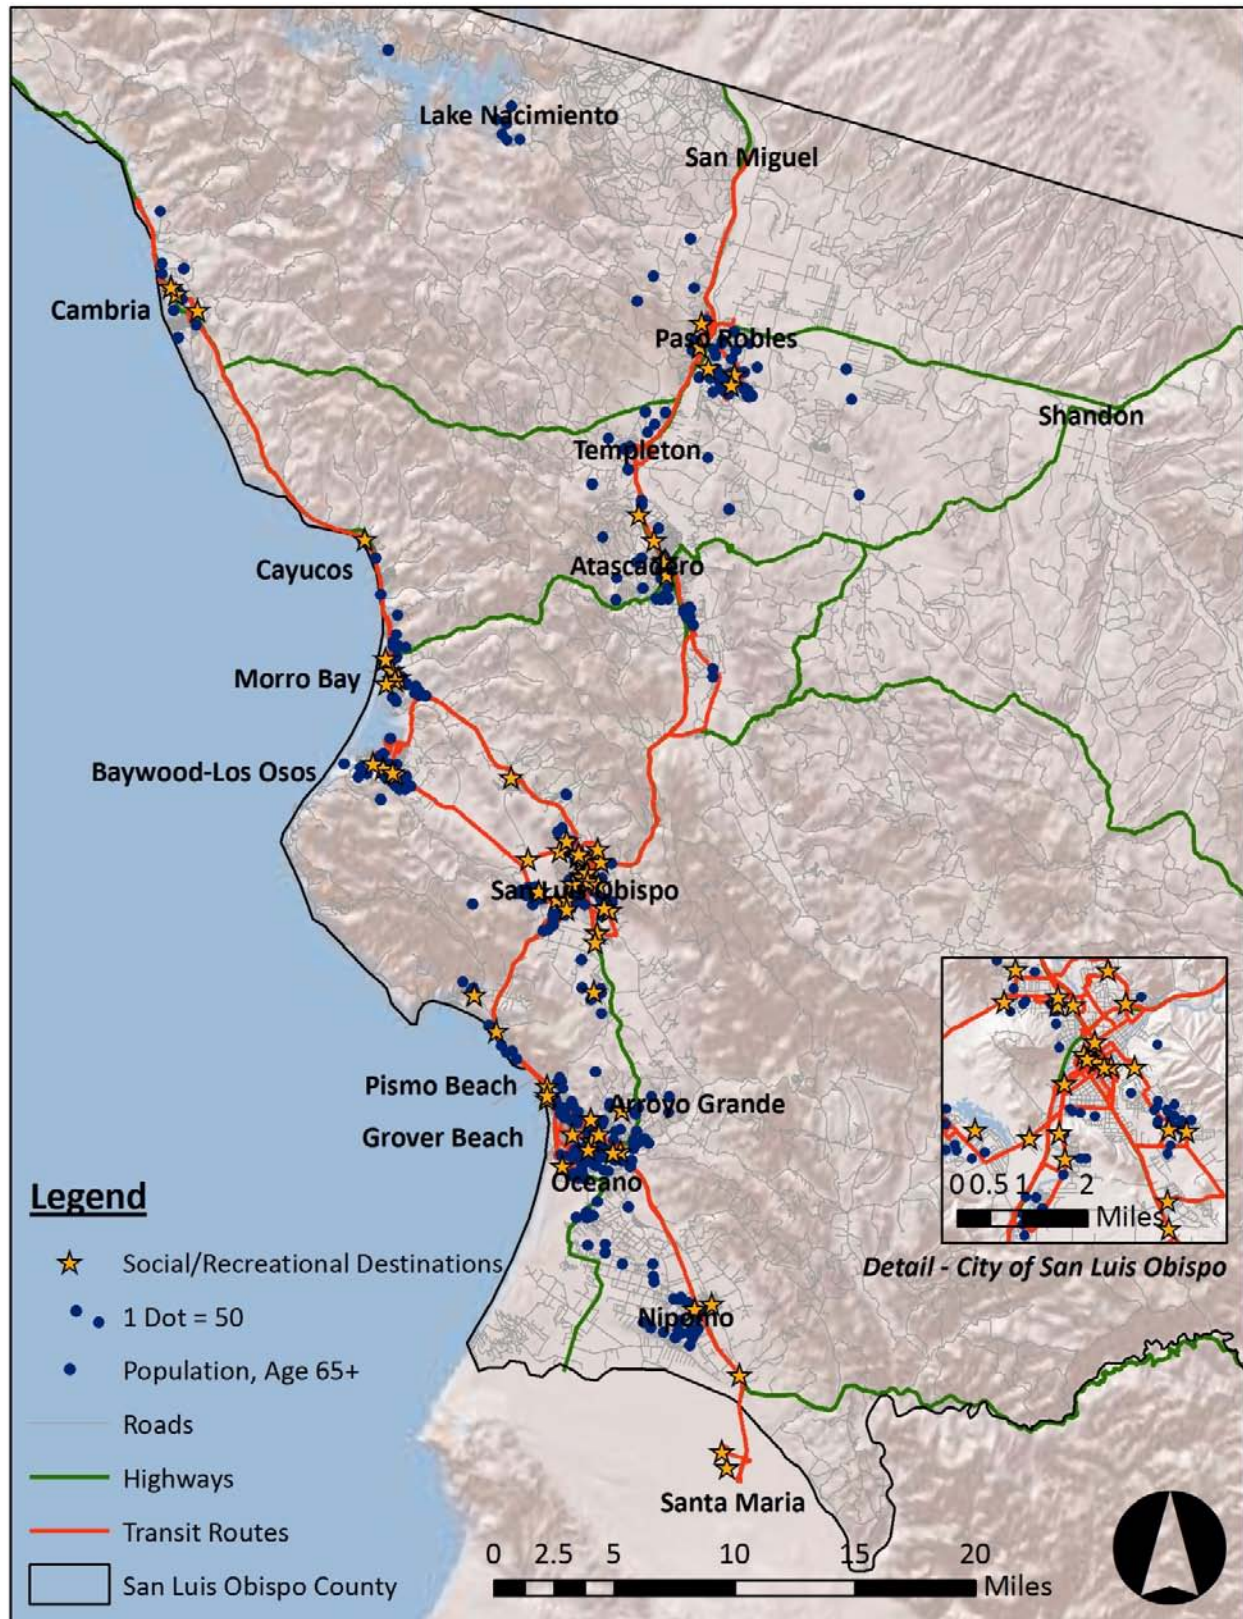 Lake Nacimiento
San Miguel
Cambria
Paso Robles
Shandon
Templeton
Cayucos
Atascadero
Morro Bay
Baywood-Los Osos
San Luis Obispo
Pismo Beach
Arroyo Grande
Grover Beach
Oceano
Nipomo
Santa Maria
0 0.5 1 2
Miles
Detail - City of San Luis Obispo
Legend
Social/Recreational Destinations
1 Dot = 50
Population, Age 65+
Roads
Highways
Transit Routes
San Luis Obispo County
0 2.5 5 10 15 20
Miles